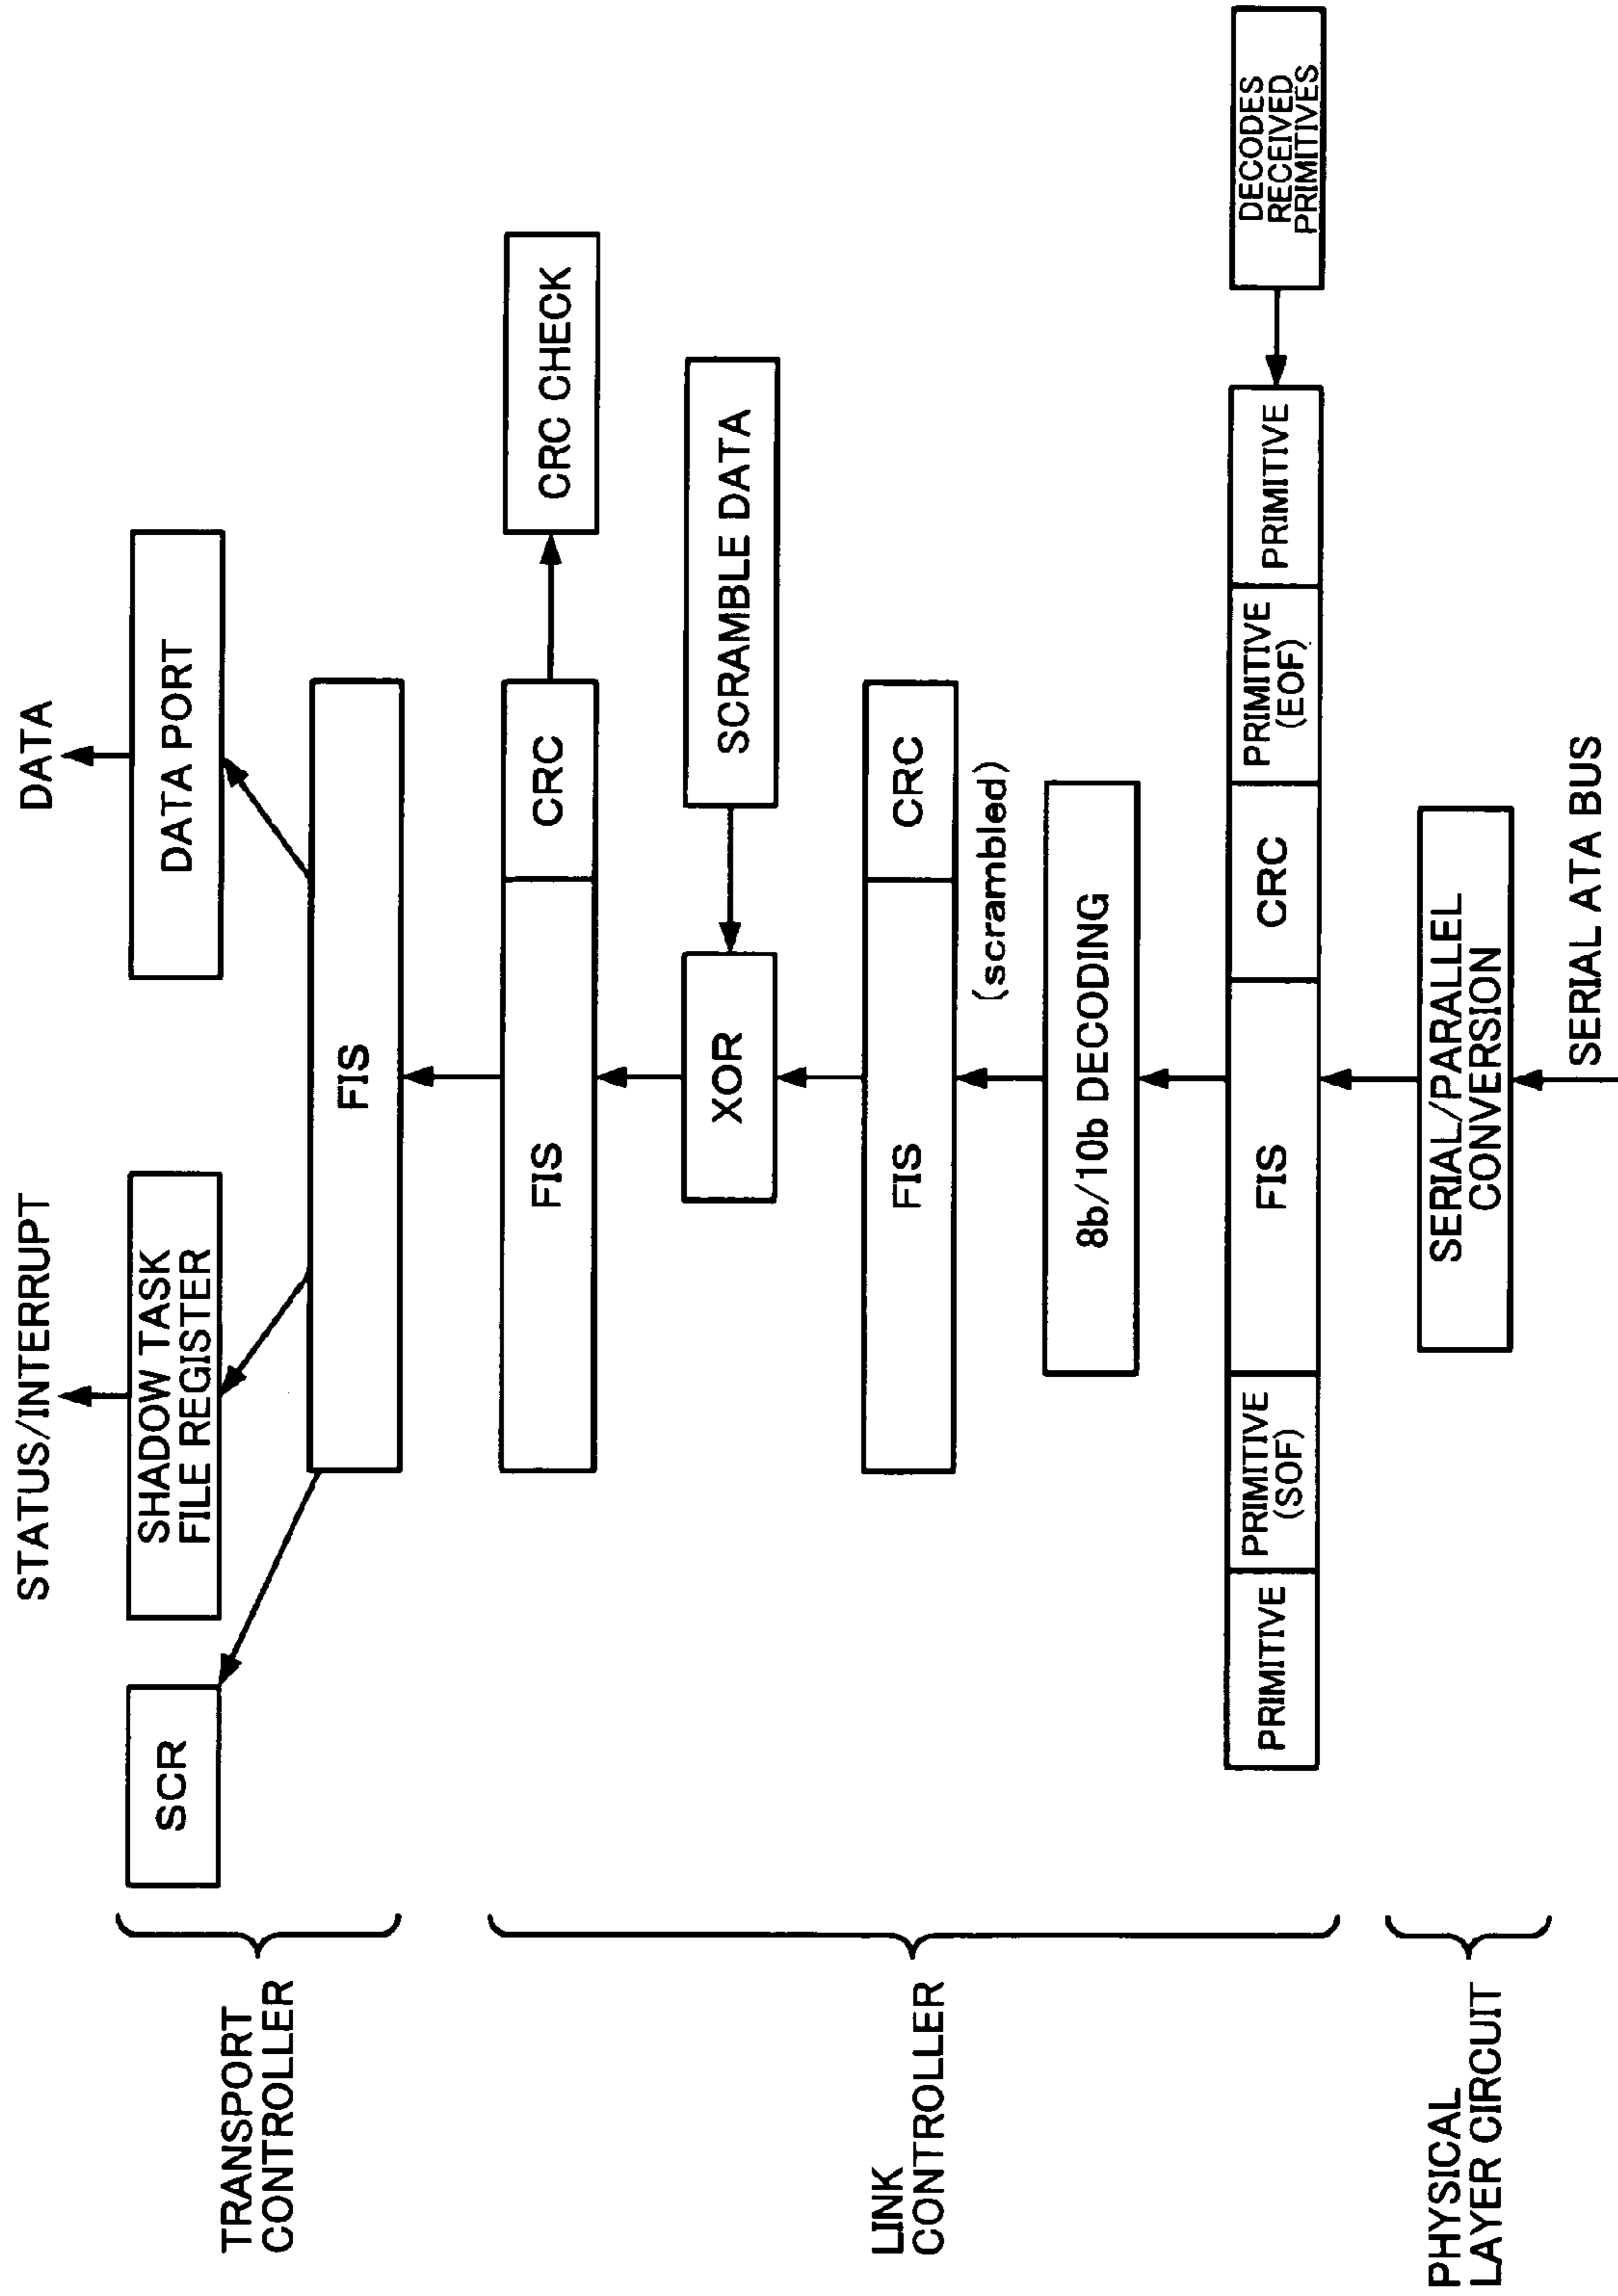 STATUS/INTERRUPT
DATA
TRANSPORT
CONTROLLER
SCR
SHADOW TASK
FILE REGISTER
DATA PORT
FIS
LINK
CONTROLLER
FIS
CRC
CRC CHECK
XOR
SCRAMBLE DATA
FIS
CRC
(scrambled)
8b/10b DECODING
PRIMITIVE
PRIMITIVE
(SOF)
FIS
CRC
PRIMITIVE
(EOF)
PRIMITIVE
DECODES
RECEIVED
PRIMITIVES
PHYSICAL
LAYER CIRCUIT
SERIAL/PARALLEL
CONVERSION
SERIAL ATA BUS